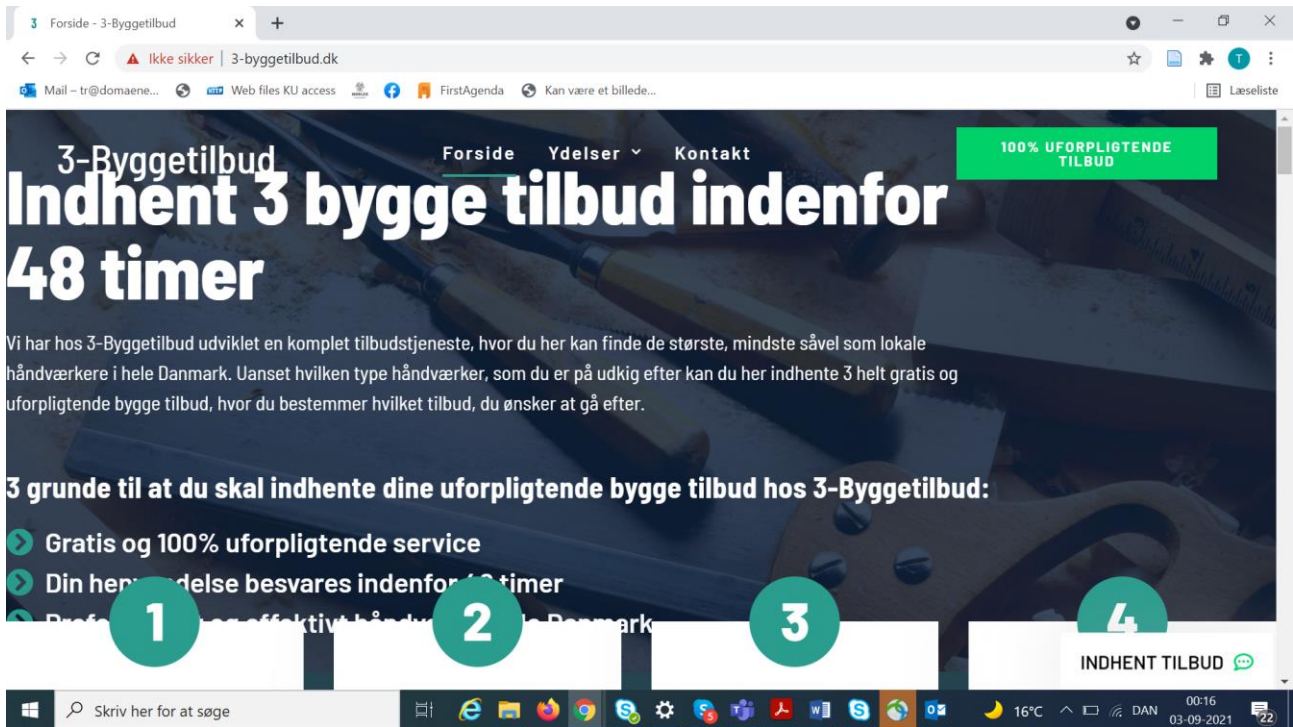 3 Forside - 3-Byggetilbud
Ikke sikker 3-byggetilbud.dk
T
Mail – tr@domaene... Web files KU access FirstAgenda Kan være et billede... Læseliste
3-Byggetilbud Forside Ydelser Kontakt
100% UFORPLIGTENDE
TILBUD
Indhent 3 bygge tilbud indenfor
48 timer
Vi har hos 3-Byggetilbud udviklet en komplet tilbudstjeneste, hvor du her kan finde de største, mindste såvel som lokale
håndværkere i hele Danmark. Uanset hvilken type håndværker, som du er på udkig efter kan du her indhente 3 helt gratis og
uforpligtende bygge tilbud, hvor du bestemmer hvilket tilbud, du ønsker at gå efter.
3 grunde til at du skal indhente dine uforpligtende bygge tilbud hos 3-Byggetilbud:
Gratis og 100% uforpligtende service
Din henvendelse besvares indenfor 48 timer
og effektivt Danmark
1 2 3 4
INDHENT TILBUD
Skriv her for at søge
16°C DAN 00:16
03-09-2021
22